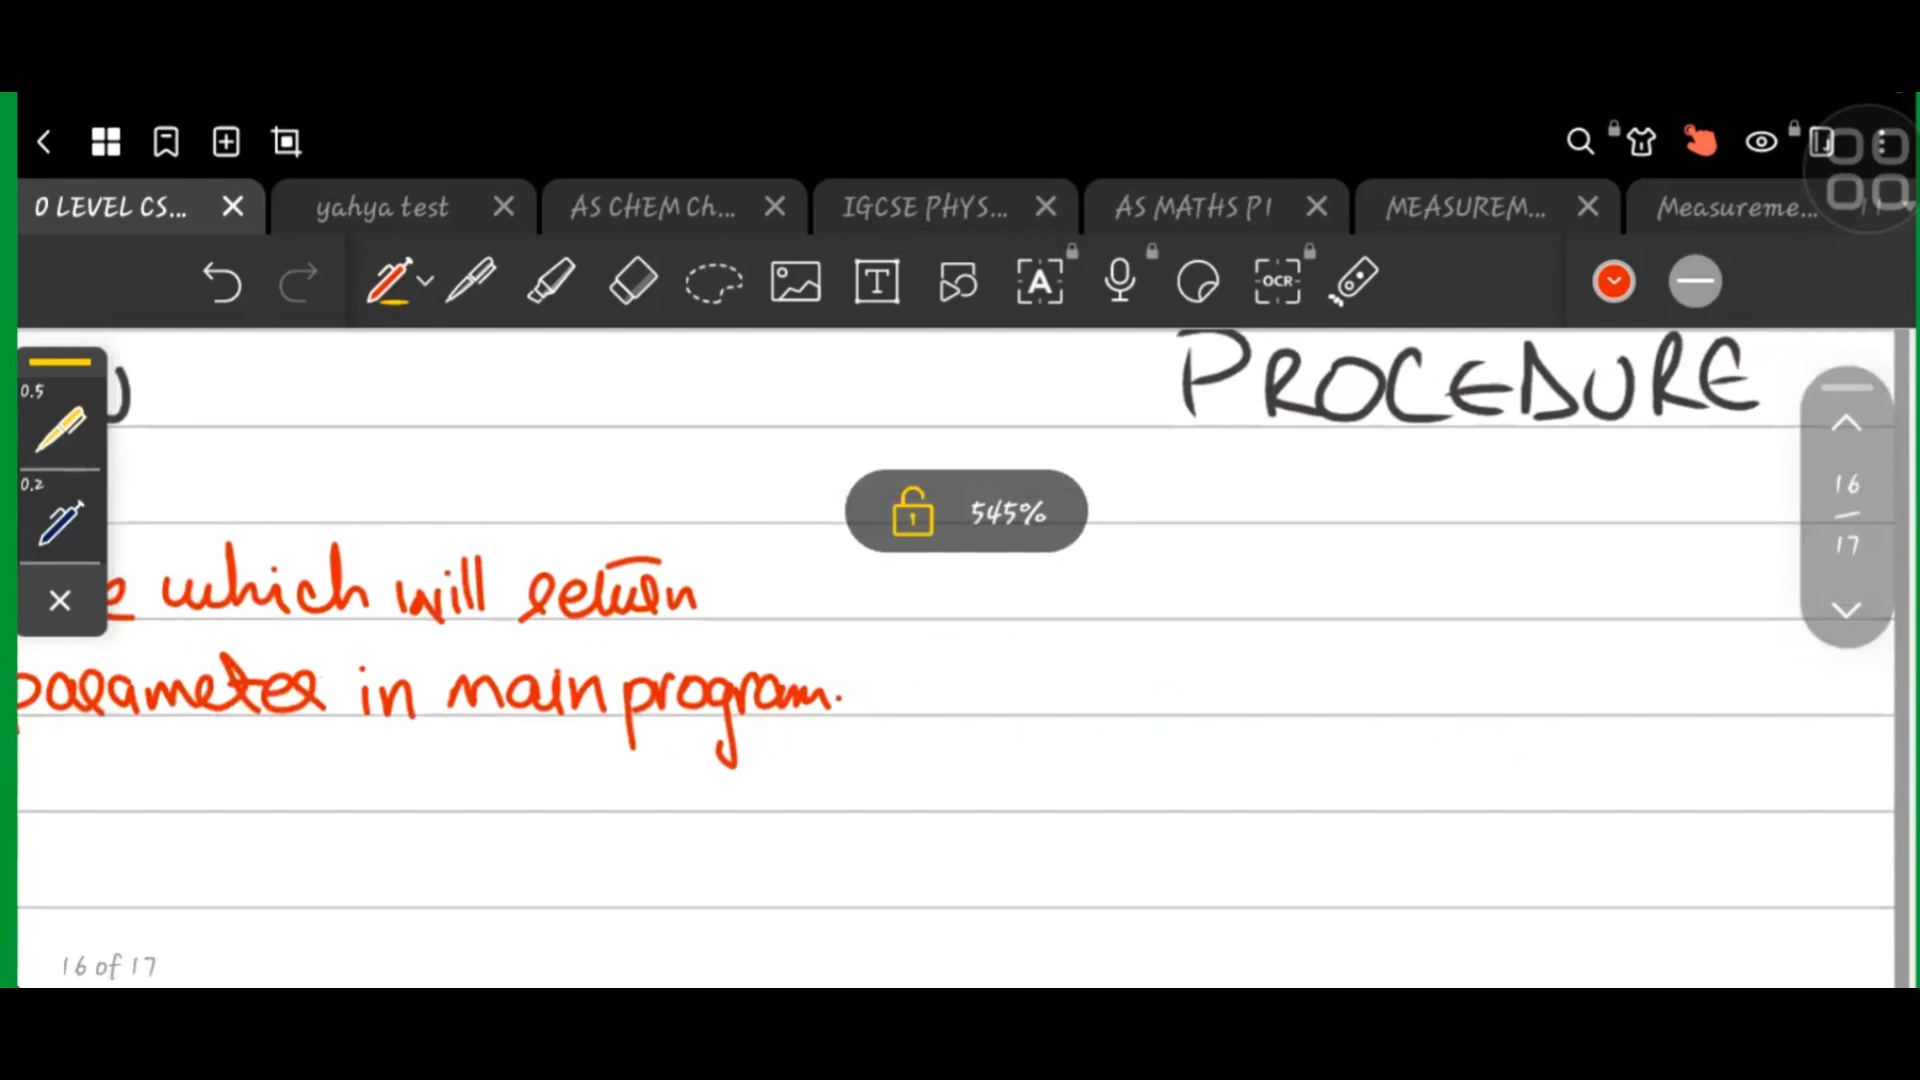 0 LEVEL CS...
yahya test
AS CHEM Ch...
IGCSE PHYS...
AS MATHS P1
MEASUREM...
Measureme...
T
A
OCR
PROCEDURE
0.5
0.2
545%
16
17
which will return
parameter in main program.
16 of 17